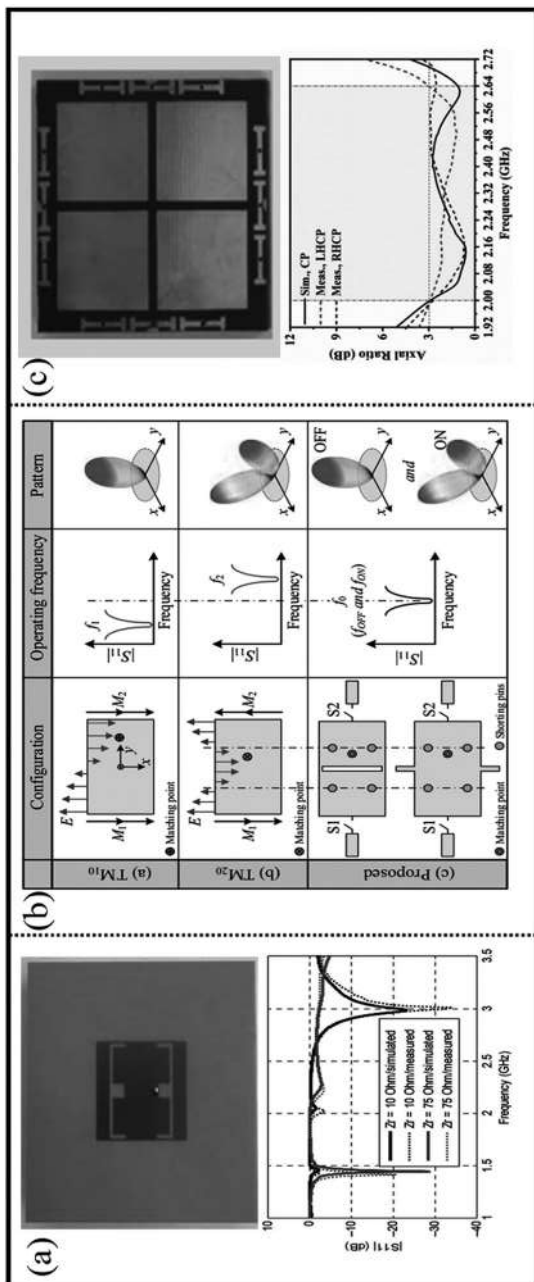 (a)
10
0
−10
−20
−30
−40
|S11| (dB)
Zr = 10 Ohm/simulated
Zr = 10 Ohm/measured
Zr = 75 Ohm/simulated
Zr = 75 Ohm/measured
1 1.5 2 2.5 3 3.5
Frequency (GHz)
(b)
Configuration Operating frequency Pattern
(a) TM10
E
M1 M2
y
x
Matching point
|S11|
f1
Frequency
x y
(b) TM20
E
M1 M2
Matching point
|S11|
f2
Frequency
x y
(c) Proposed
S1 S2
S1 S2
Matching point Shorting pins
|S11|
f0
(fOFF and fON)
Frequency
OFF
x y
and
ON
x y
(c)
12
9
6
3
0
Axial Ratio (dB)
Sim., CP
Meas., LHCP
Meas., RHCP
1.92 2.00 2.08 2.16 2.24 2.32 2.40 2.48 2.56 2.64 2.72
Frequency (GHz)